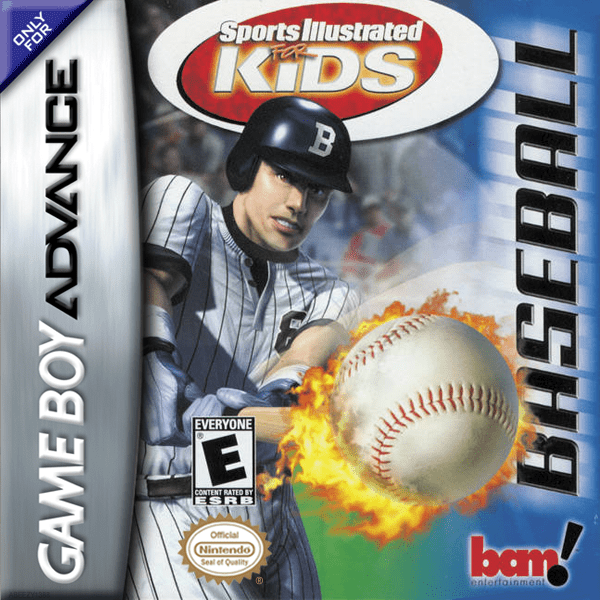 ONLY
FOR
GAME BOY ADVANCE
Sports Illustrated
FOR
KIDS
B
BASEBALL
8
EVERYONE
®
E
CONTENT RATED BY
ESRB
Official
Nintendo
Seal of Quality
®
bam!
entertainment